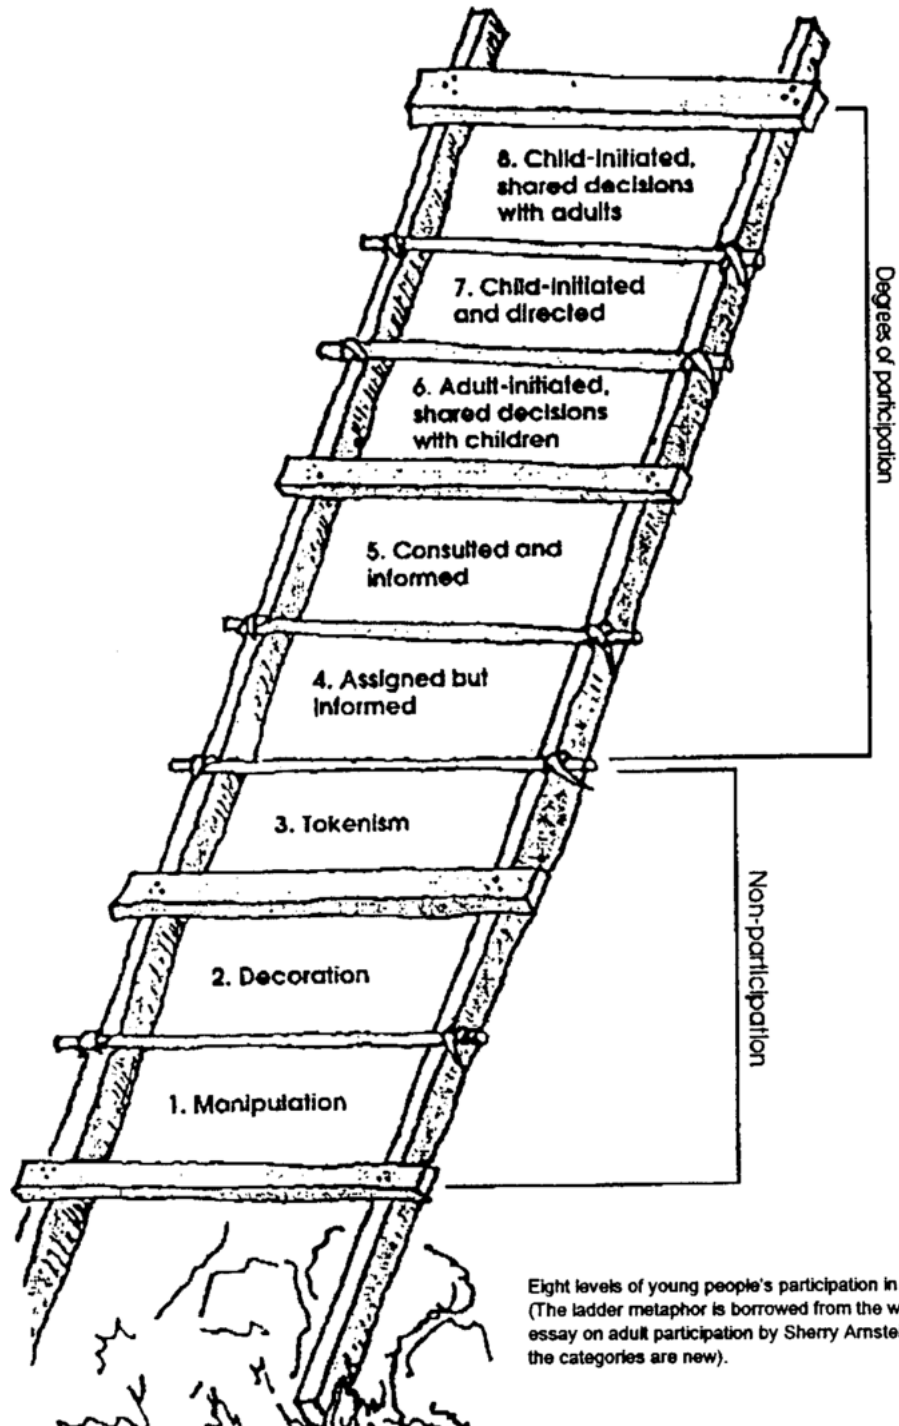 8. Child-initiated,
shared decisions
with adults
7. Child-initiated
and directed
6. Adult-initiated,
shared decisions
with children
5. Consulted and
informed
4. Assigned but
informed
3. Tokenism
2. Decoration
1. Manipulation
Degrees of participation
Non-participation
Eight levels of young people's participation in
(The ladder metaphor is borrowed from the w
essay on adult participation by Sherry Arnste
the categories are new).